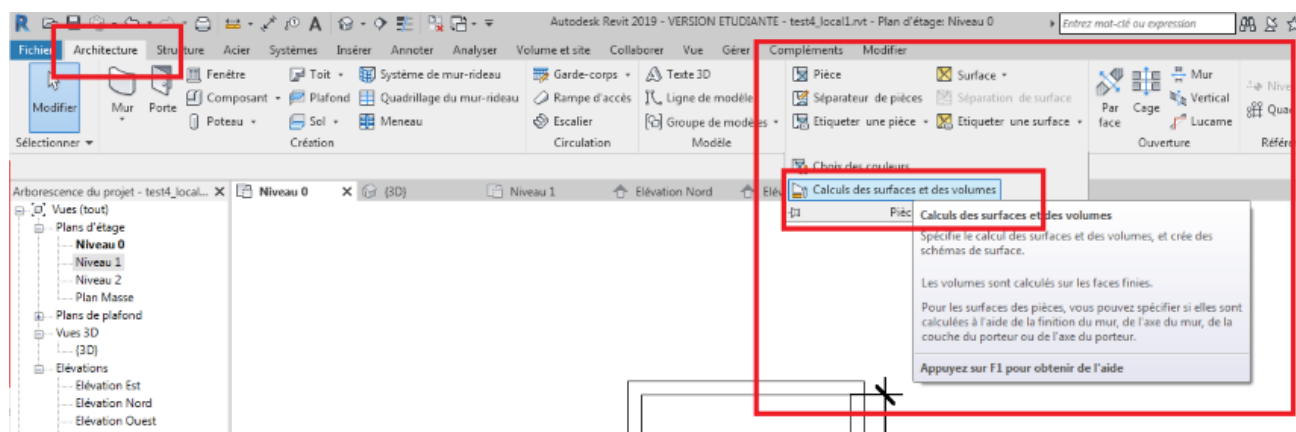 Autodesk Revit 2019 - VERSION ETUDIANTE - test4_local1.rvt - Plan d'étage: Niveau 0
Entrez mot-clé ou expression
Fichier Architecture Structure Acier Systèmes Insérer Annoter Analyser Volume et site Collaborer Vue Gérer Compléments Modifier
Fenêtre Toit Système de mur-rideau Garde-corps Texte 3D Pièce Surface Mur
Modifier Mur Porte Composant Plafond Quadrillage du mur-rideau Rampe d'accès Ligne de modèle Séparateur de pièces Séparation de surface Par face Cage Vertical
Poteau Sol Meneau Escalier Groupe de modèles Etiqueter une pièce Etiqueter une surface Lucarne
Sélectionner Création Circulation Modèle Ouverture
Choix des couleurs
Arborescence du projet - test4_local... Niveau 0 {3D} Niveau 1 Elévation Nord
Calculs des surfaces et des volumes
Vues (tout)
Plans d'étage
Niveau 0
Niveau 1
Niveau 2
Plan Masse
Plans de plafond
Vues 3D
{3D}
Elévations
Elévation Est
Elévation Nord
Elévation Ouest
Calculs des surfaces et des volumes
Spécifie le calcul des surfaces et des volumes, et crée des
schémas de surface.
Les volumes sont calculés sur les faces finies.
Pour les surfaces des pièces, vous pouvez spécifier si elles sont
calculées à l'aide de la finition du mur, de l'axe du mur, de la
couche du porteur ou de l'axe du porteur.
Appuyez sur F1 pour obtenir de l'aide